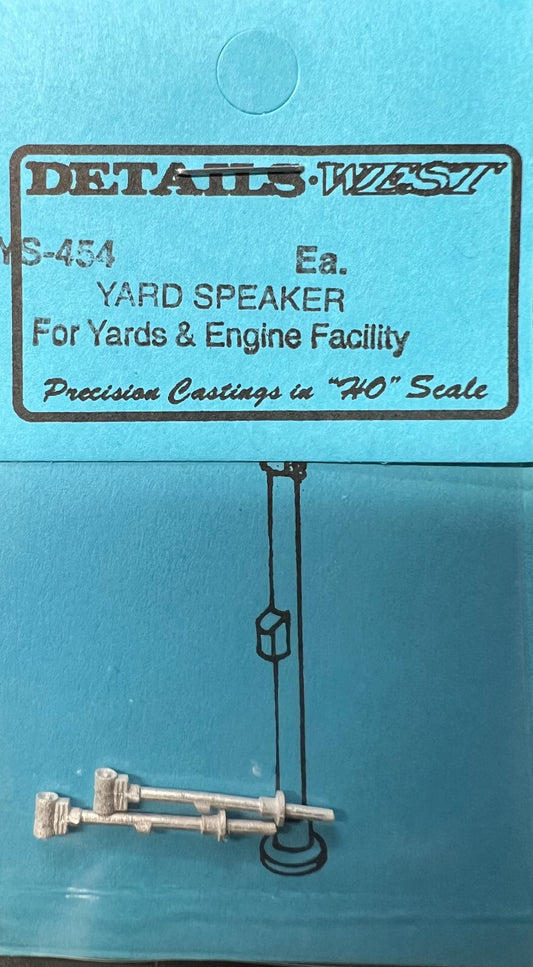 DETAILS·WEST
YS-454 Ea.
YARD SPEAKER
For Yards & Engine Facility
Precision Castings in "HO" Scale